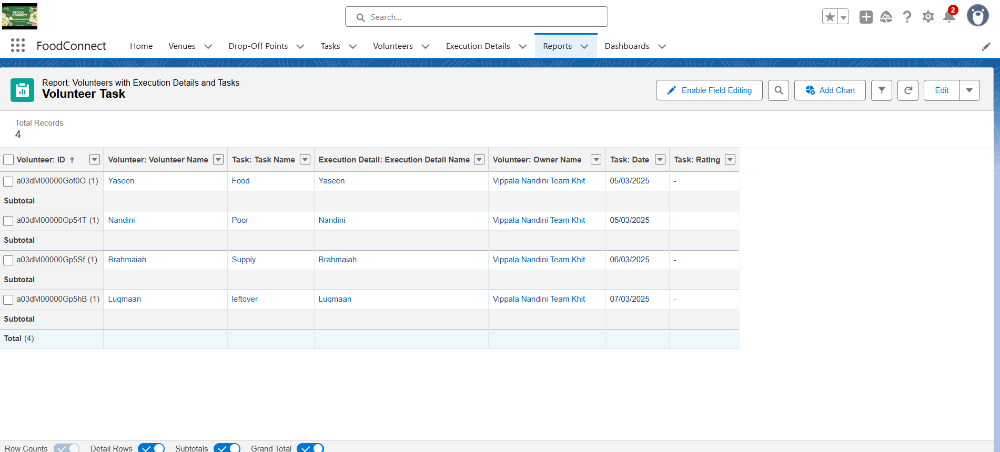 FOOD
CONNECT
Search...
2
FoodConnect
Home
Venues
Drop-Off Points
Tasks
Volunteers
Execution Details
Reports
Dashboards
Report: Volunteers with Execution Details and Tasks
Volunteer Task
Enable Field Editing
Add Chart
Edit
Total Records
4
Volunteer: ID ↑ Volunteer: Volunteer Name Task: Task Name Execution Detail: Execution Detail Name Volunteer: Owner Name Task: Date Task: Rating
a03dM00000Gof0O (1) Yaseen Food Yaseen Vippala Nandini Team Khit 05/03/2025 -
Subtotal
a03dM00000Gp54T (1) Nandini Poor Nandini Vippala Nandini Team Khit 05/03/2025 -
Subtotal
a03dM00000Gp5Sf (1) Brahmaiah Supply Brahmaiah Vippala Nandini Team Khit 06/03/2025 -
Subtotal
a03dM00000Gp5hB (1) Luqmaan leftover Luqmaan Vippala Nandini Team Khit 07/03/2025 -
Subtotal
Total (4)
Row Counts Detail Rows Subtotals Grand Total